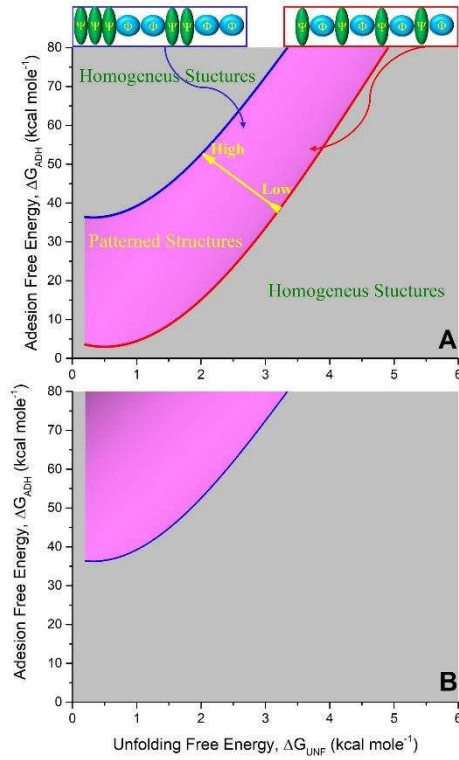 Ψ Ψ Ψ Φ Φ Ψ Ψ Φ Φ
Ψ Φ Ψ Φ Ψ Φ Ψ Φ
Adesion Free Energy, ΔG_ADH (kcal mole⁻¹)
80
70
60
50
40
30
20
10
0
Homogeneus Stuctures
High
Low
Patterned Structures
Homogeneus Stuctures
A
0 1 2 3 4 5 6
Adesion Free Energy, ΔG_ADH (kcal mole⁻¹)
80
70
60
50
40
30
20
10
0
B
0 1 2 3 4 5 6
Unfolding Free Energy, ΔG_UNF (kcal mole⁻¹)